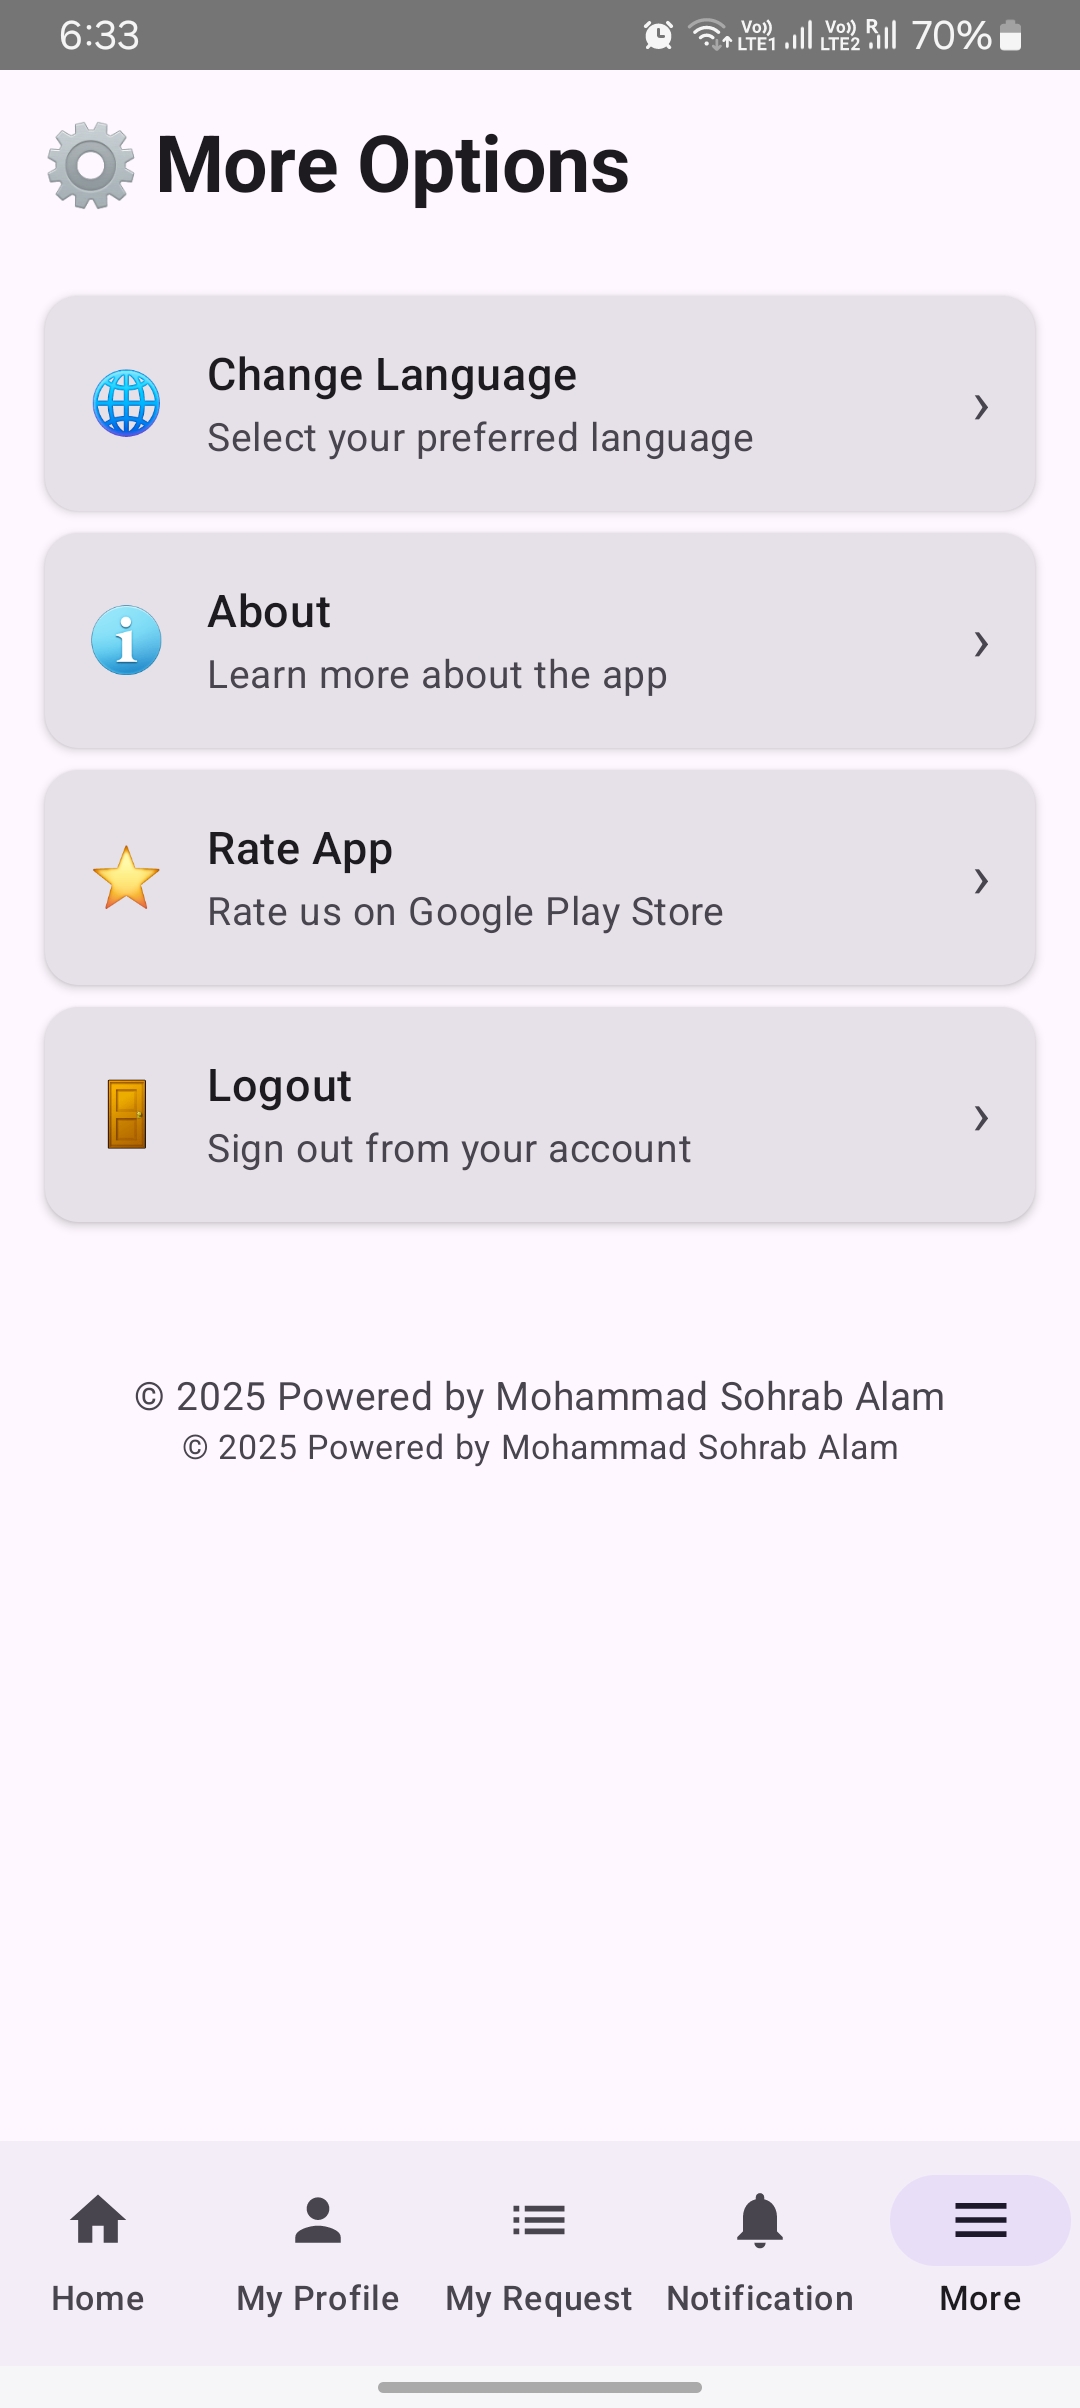 6:33
Vo)) LTE1 Vo)) LTE2 R 70%
More Options
Change Language
Select your preferred language
About
Learn more about the app
Rate App
Rate us on Google Play Store
Logout
Sign out from your account
© 2025 Powered by Mohammad Sohrab Alam
© 2025 Powered by Mohammad Sohrab Alam
Home My Profile My Request Notification More